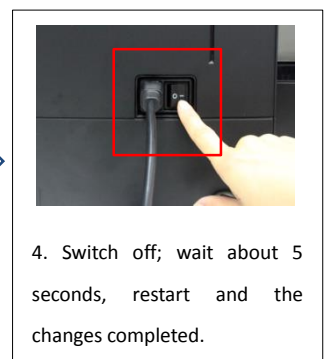 4. Switch off; wait about 5
seconds, restart and the
changes completed.